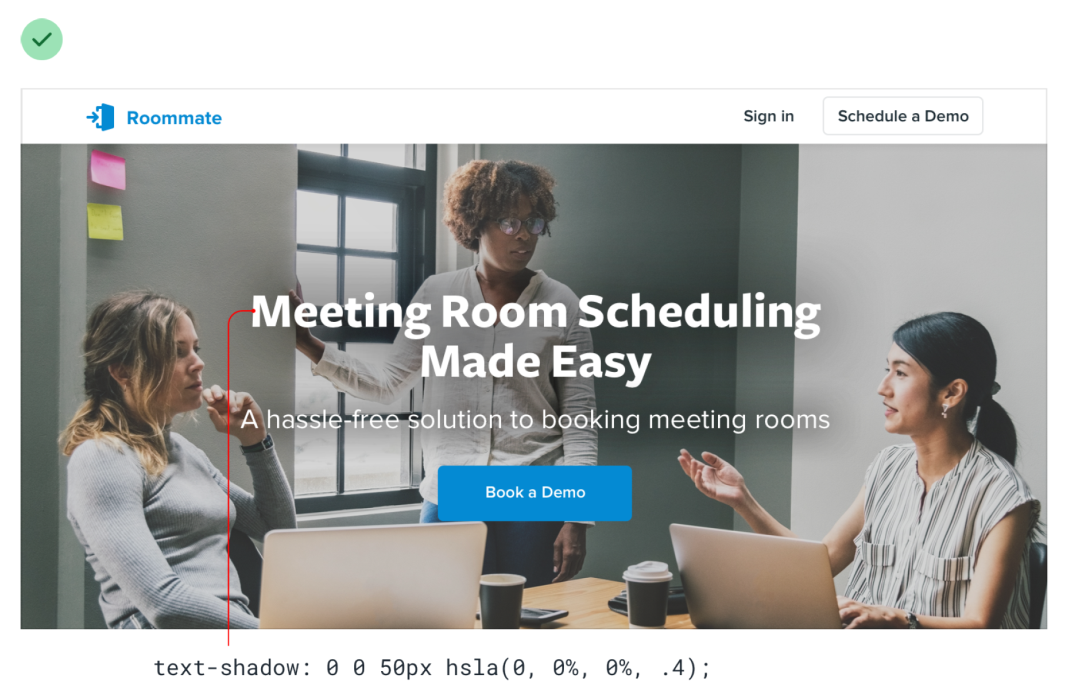 Roommate
Sign in
Schedule a Demo
Meeting Room Scheduling
Made Easy
A hassle-free solution to booking meeting rooms
Book a Demo
text-shadow: 0 0 50px hsla(0, 0%, 0%, .4);